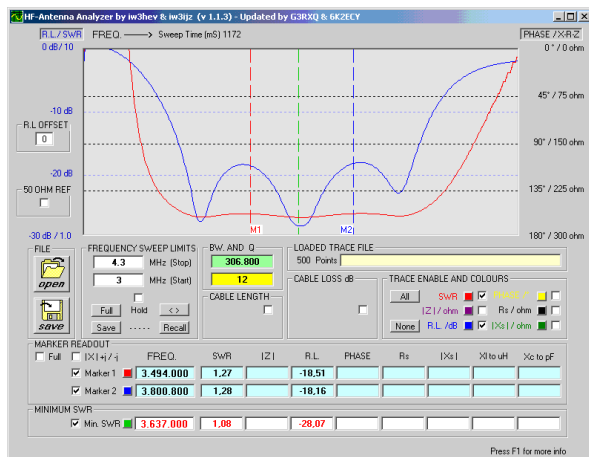 HF-Antenna Analyzer by iw3hev & iw3ijz (v 1.1.3) - Updated by G3RXQ & 6K2ECY
R.L / SWR FREQ. Sweep Time (mS) 1172 PHASE / X-R-Z
0 dB / 10 0 ° / 0 ohm
45° / 75 ohm
-10 dB
R.L OFFSET
0
90° / 150 ohm
-20 dB
50 OHM REF
135° / 225 ohm
M1 M2
-30 dB / 1.0 180° / 300 ohm
FILE FREQUENCY SWEEP LIMITS BW. AND Q LOADED TRACE FILE
open 4.3 MHz (Stop) 306.800 500 Points
3 MHz (Start) 12
CABLE LOSS dB TRACE ENABLE AND COLOURS
CABLE LENGTH
Full Hold < > All SWR PHASE /°
|Z| / ohm Rs / ohm
save Save ..... Recall None R.L. /dB |Xs| / ohm
MARKER READOUT
Full |X| +j / -j FREQ. SWR |Z| R.L. PHASE Rs |Xs| Xl to uH Xc to pF
Marker 1 3.494.000 1,27 -18,51
Marker 2 3.800.800 1,28 -18,16
MINIMUM SWR
Min. SWR 3.637.000 1,08 -28,07
Press F1 for more info